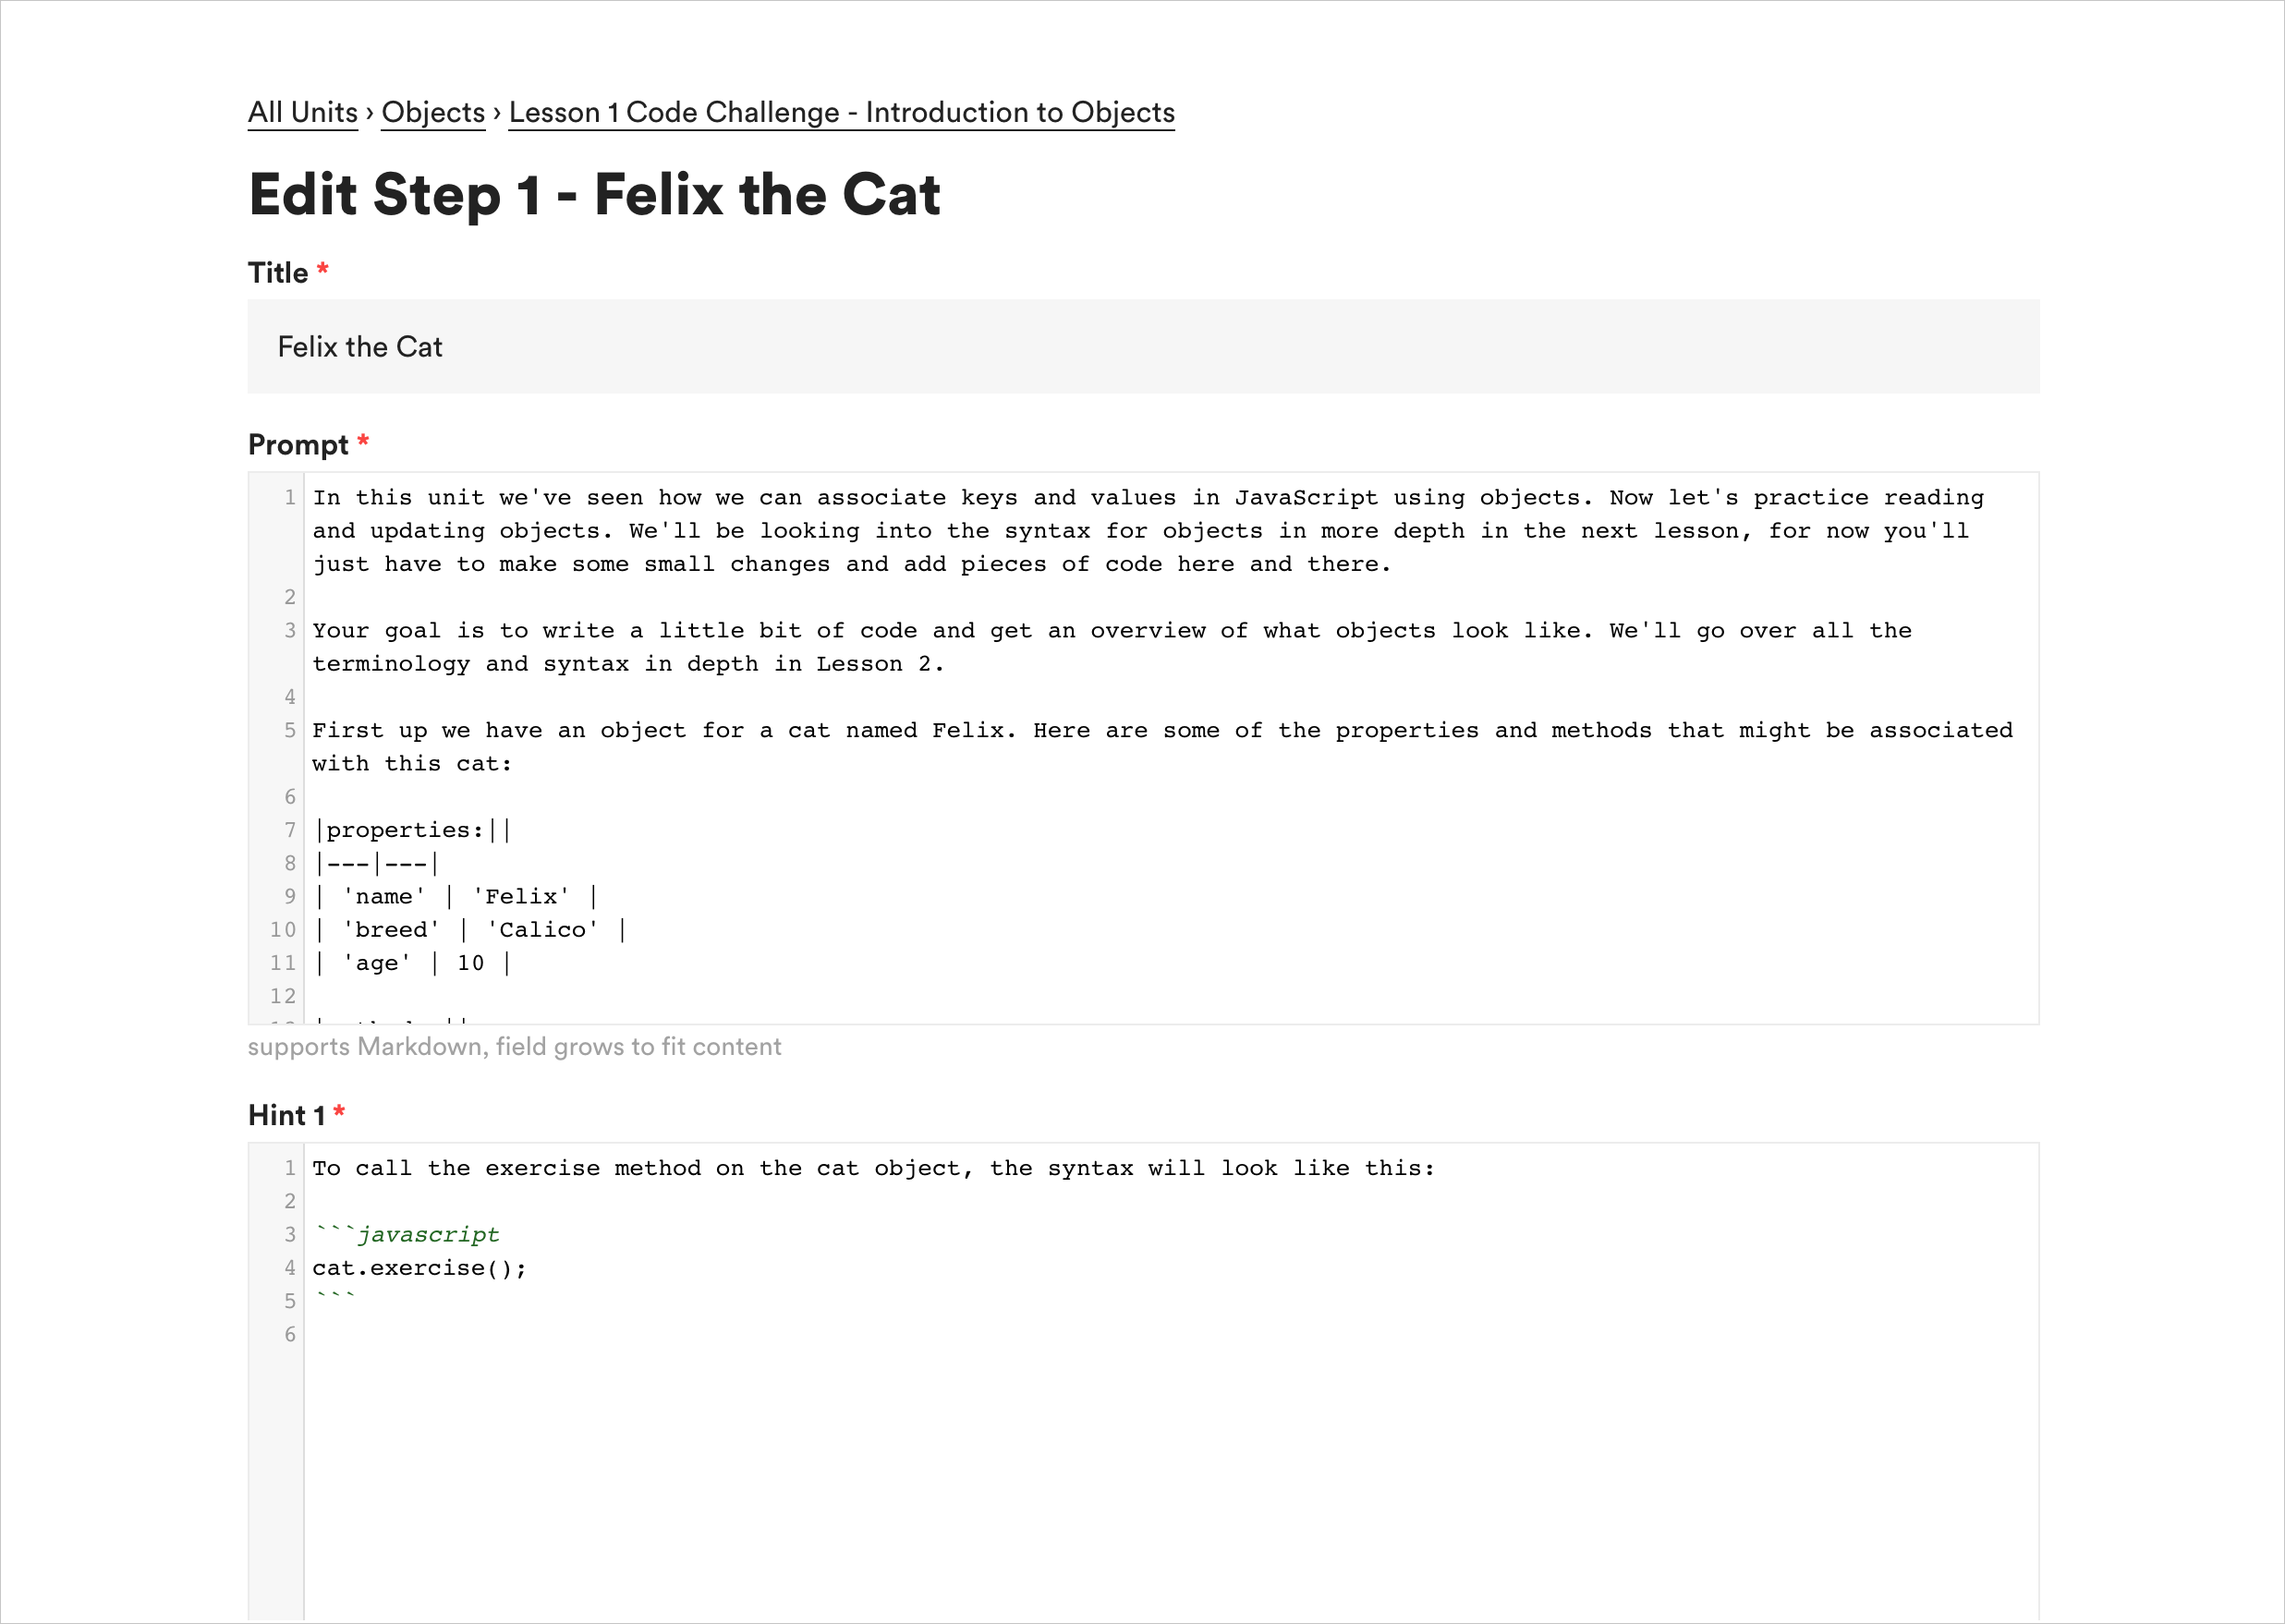 All Units › Objects › Lesson 1 Code Challenge - Introduction to Objects
Edit Step 1 - Felix the Cat
Title *
Felix the Cat
Prompt *
1 In this unit we've seen how we can associate keys and values in JavaScript using objects. Now let's practice reading
and updating objects. We'll be looking into the syntax for objects in more depth in the next lesson, for now you'll
just have to make some small changes and add pieces of code here and there.
2
3 Your goal is to write a little bit of code and get an overview of what objects look like. We'll go over all the
terminology and syntax in depth in Lesson 2.
4
5 First up we have an object for a cat named Felix. Here are some of the properties and methods that might be associated
with this cat:
6
7 |properties:||
8 |---|---|
9 | 'name' | 'Felix' |
10 | 'breed' | 'Calico' |
11 | 'age' | 10 |
12
supports Markdown, field grows to fit content
Hint 1 *
1 To call the exercise method on the cat object, the syntax will look like this:
2
3 ```javascript
4 cat.exercise();
5 ```
6